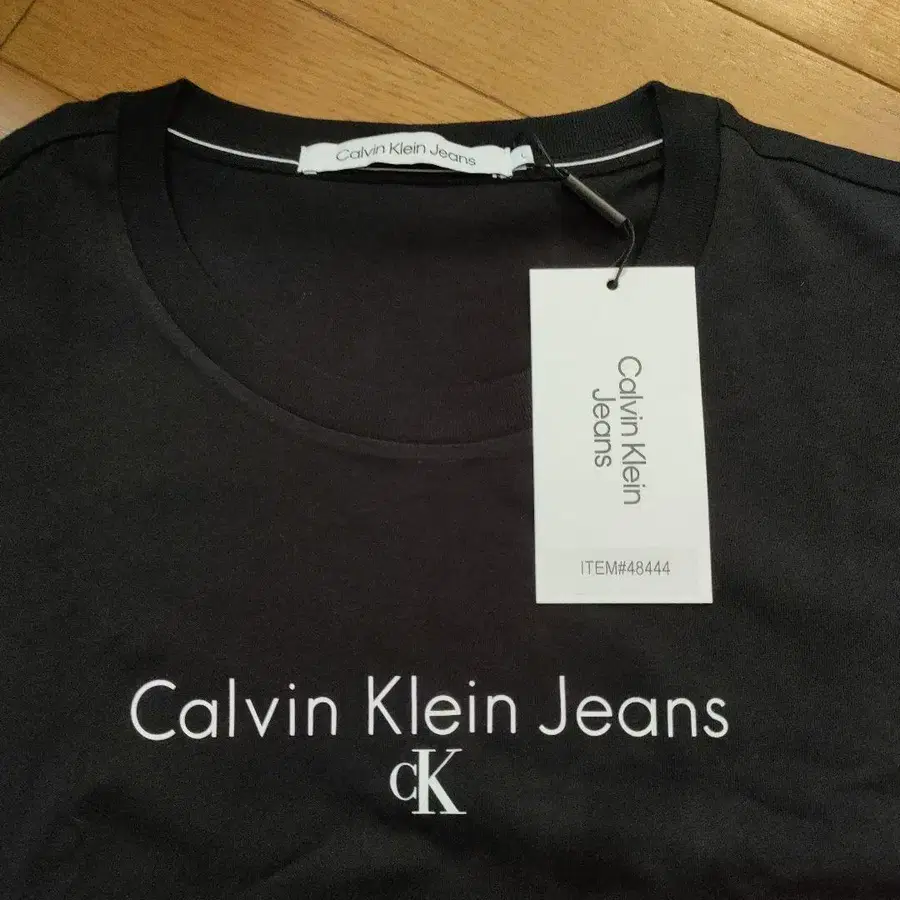 Calvin Klein Jeans
L
Calvin Klein
Jeans
ITEM#48444
Calvin Klein Jeans
cK